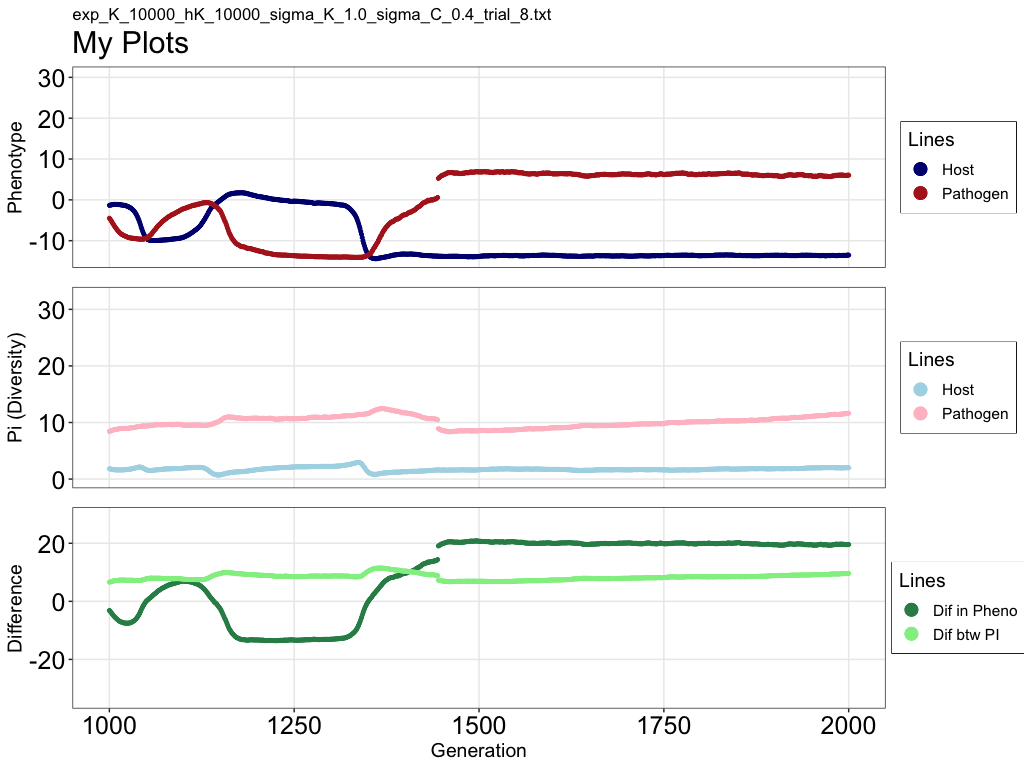 exp_K_10000_hK_10000_sigma_K_1.0_sigma_C_0.4_trial_8.txt
My Plots
30
20
10
0
-10
Phenotype
Lines
Host
Pathogen
30
20
10
0
Pi (Diversity)
Lines
Host
Pathogen
20
0
-20
Difference
Lines
Dif in Pheno
Dif btw PI
1000 1250 1500 1750 2000
Generation